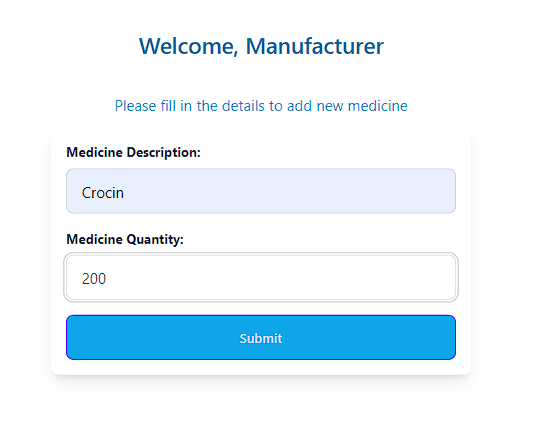 Welcome, Manufacturer
Please fill in the details to add new medicine
Medicine Description:
Crocin
Medicine Quantity:
200
Submit